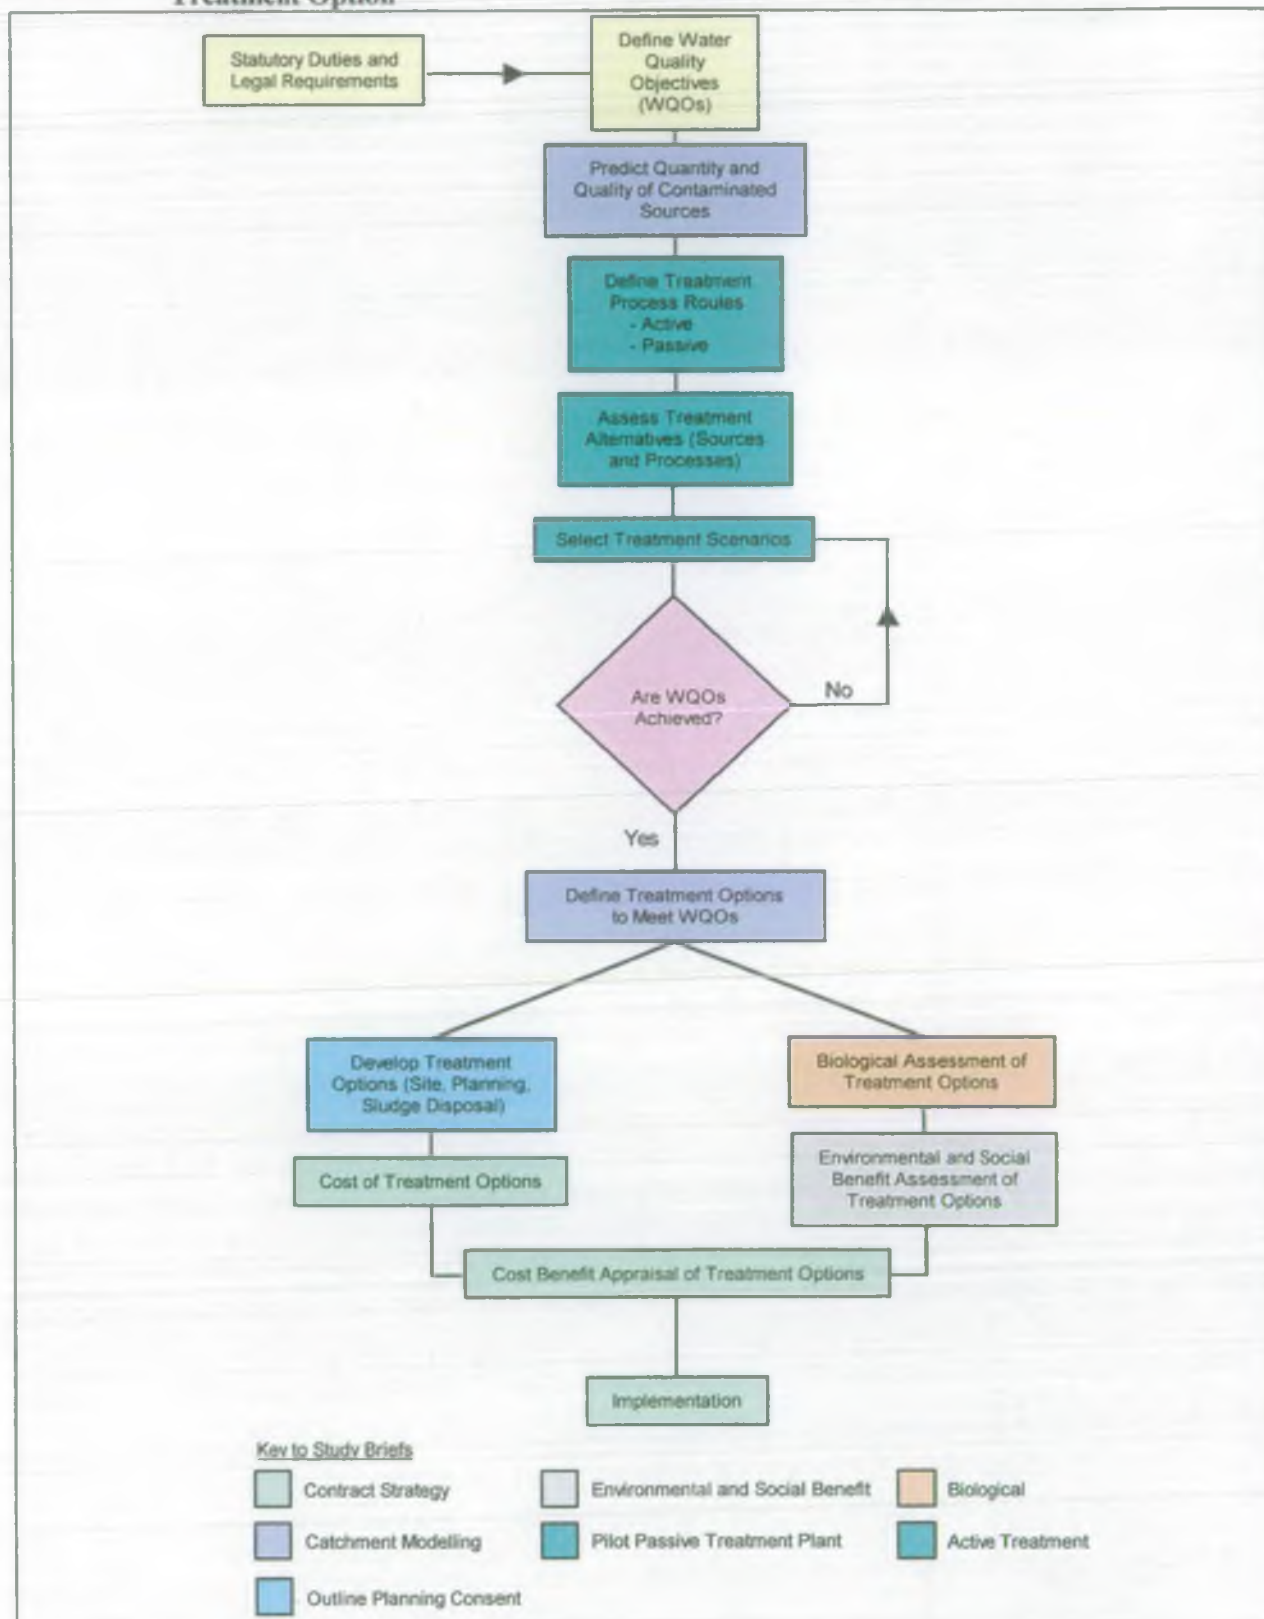 Treatment Option
Statutory Duties and
Legal Requirements
Define Water
Quality
Objectives
(WQOs)
Predict Quantity and
Quality of Contaminated
Sources
Define Treatment
Process Routes
- Active
- Passive
Assess Treatment
Alternatives (Sources
and Processes)
Select Treatment Scenarios
Are WQOs
Achieved?
No
Yes
Define Treatment Options
to Meet WQOs
Develop Treatment
Options (Site, Planning,
Sludge Disposal)
Biological Assessment of
Treatment Options
Cost of Treatment Options
Environmental and Social
Benefit Assessment of
Treatment Options
Cost Benefit Appraisal of Treatment Options
Implementation
Key to Study Briefs
Contract Strategy
Environmental and Social Benefit
Biological
Catchment Modelling
Pilot Passive Treatment Plant
Active Treatment
Outline Planning Consent